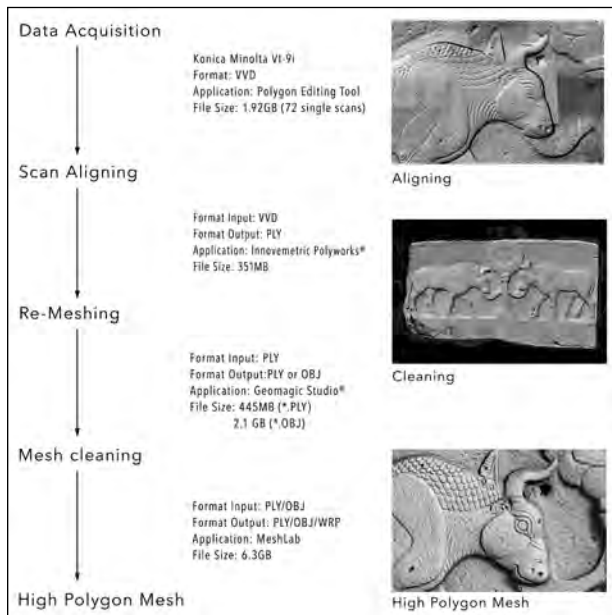 Data Acquisition
Konica Minolta Vt-9i
Format: VVD
Application: Polygon Editing Tool
File Size: 1.92GB (72 single scans)
Aligning
Scan Aligning
Format Input: VVD
Format Output: PLY
Application: Innovemetric Polyworks®
File Size: 351MB
Re-Meshing
Format Input: PLY
Format Output:PLY or OBJ
Application: Geomagic Studio®
File Size: 445MB (*.PLY)
2.1 GB (*.OBJ)
Cleaning
Mesh cleaning
Format Input: PLY/OBJ
Format Output: PLY/OBJ/WRP
Application: MeshLab
File Size: 6.3GB
High Polygon Mesh
High Polygon Mesh